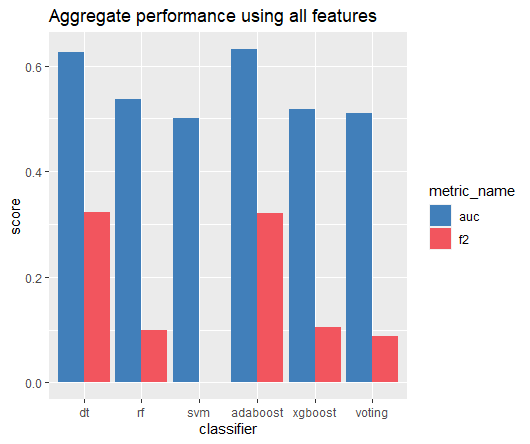 Aggregate performance using all features
score
0.6
0.4
0.2
0.0
dt rf svm adaboost xgboost voting
classifier
metric_name
auc
f2